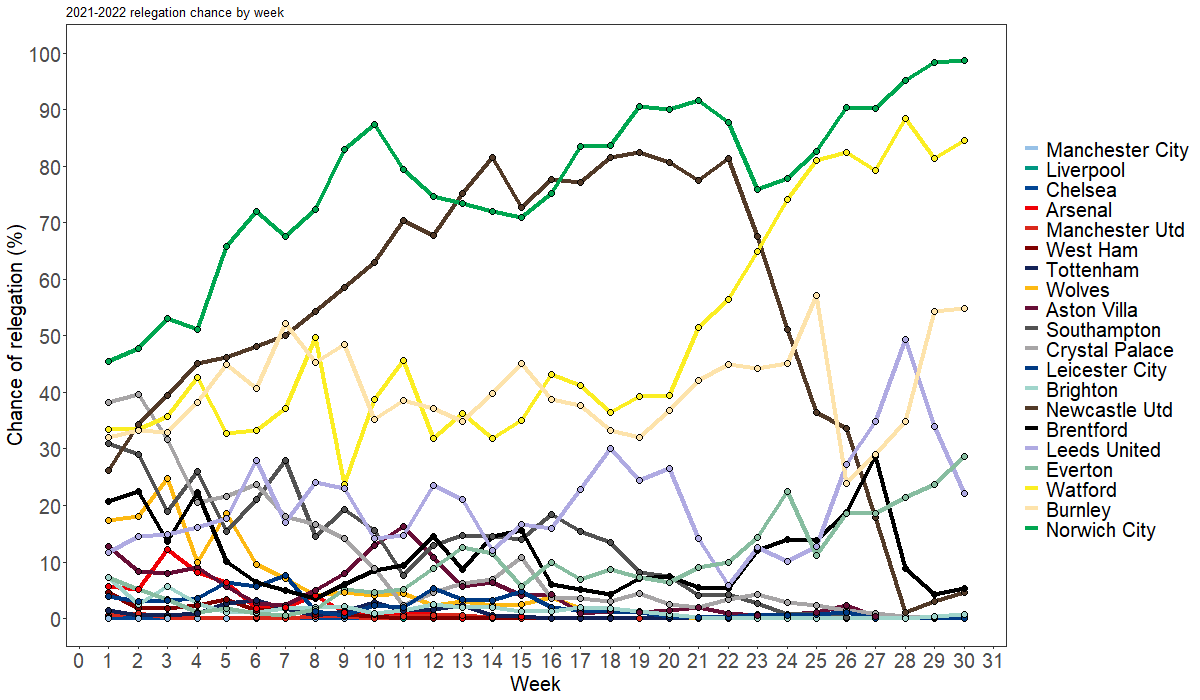 2021-2022 relegation chance by week
Chance of relegation (%)
100
90
80
70
60
50
40
30
20
10
0
0 1 2 3 4 5 6 7 8 9 10 11 12 13 14 15 16 17 18 19 20 21 22 23 24 25 26 27 28 29 30 31
Week
Manchester City
Liverpool
Chelsea
Arsenal
Manchester Utd
West Ham
Tottenham
Wolves
Aston Villa
Southampton
Crystal Palace
Leicester City
Brighton
Newcastle Utd
Brentford
Leeds United
Everton
Watford
Burnley
Norwich City